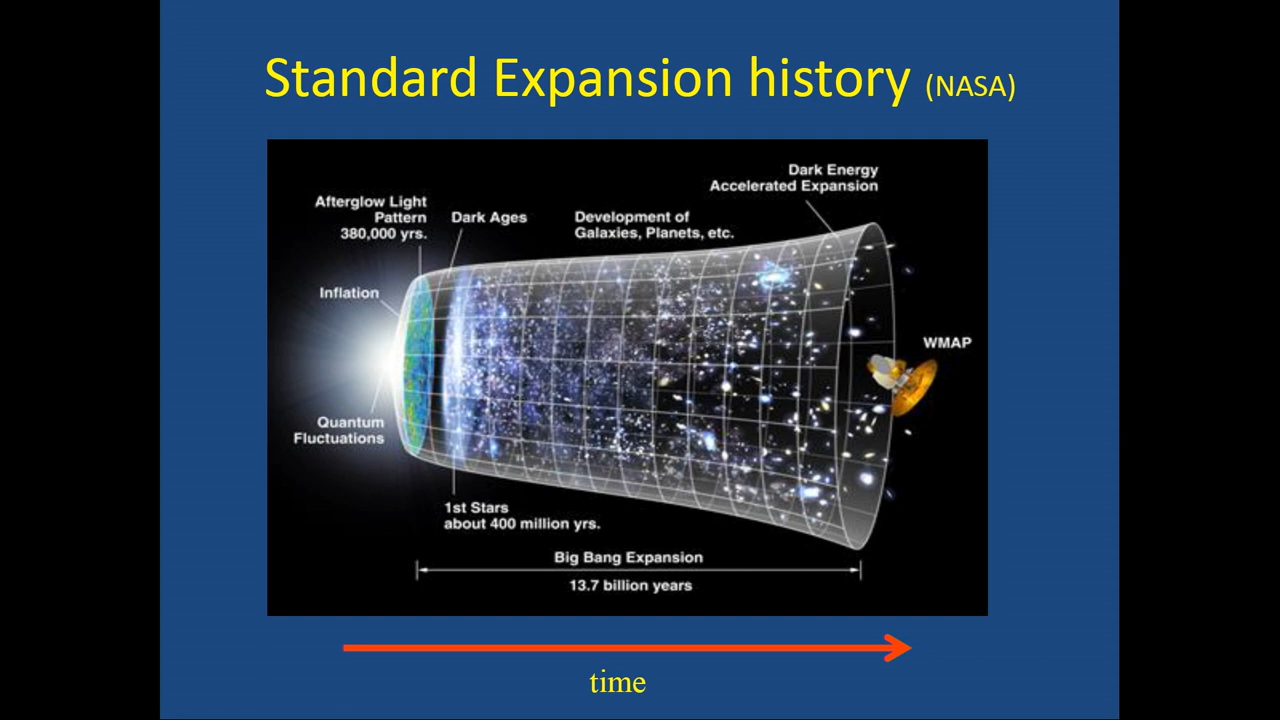 Standard Expansion history (NASA)
Dark Energy
Accelerated Expansion
Afterglow Light
Pattern
380,000 yrs.
Dark Ages
Development of
Galaxies, Planets, etc.
Inflation
WMAP
Quantum
Fluctuations
1st Stars
about 400 million yrs.
Big Bang Expansion
13.7 billion years
time